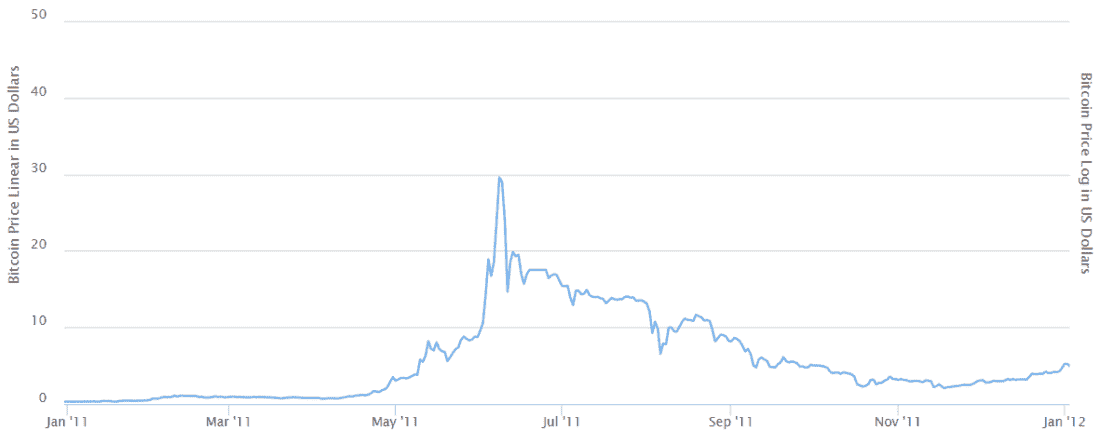 Bitcoin Price Linear in US Dollars
50
40
30
20
10
0
Jan '11 Mar '11 May '11 Jul '11 Sep '11 Nov '11 Jan '12
Bitcoin Price Log in US Dollars